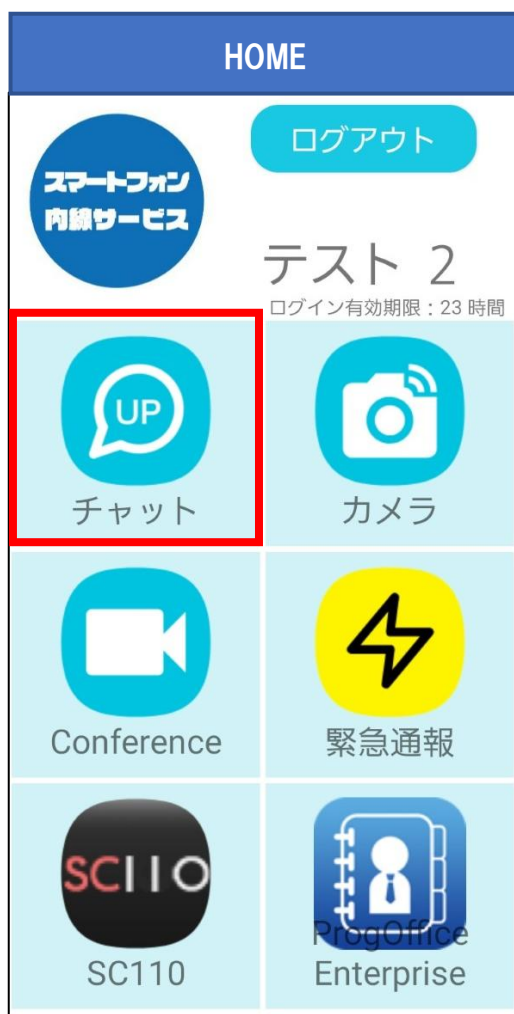 HOME
スマートフォン
内線サービス
ログアウト
テスト 2
ログイン有効期限：23 時間
UP
チャット
カメラ
Conference
緊急通報
SC110
SC110
ProgOffice
Enterprise